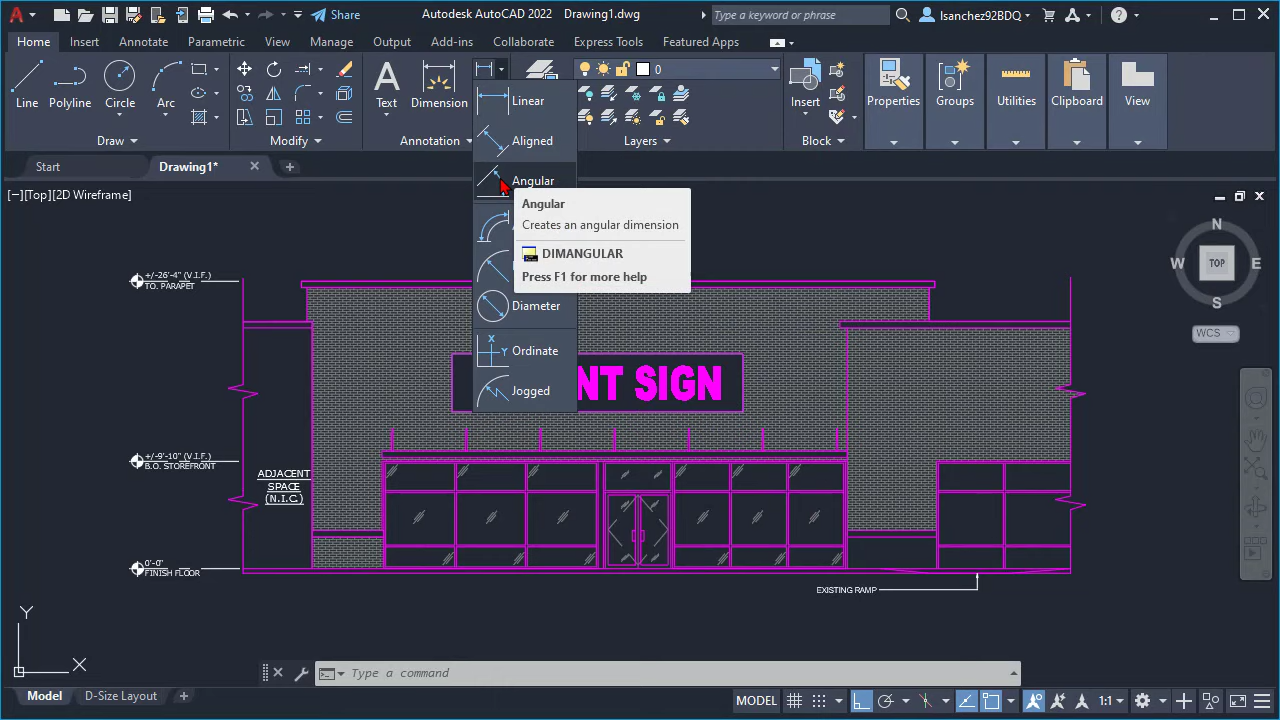 Share
Autodesk AutoCAD 2022 Drawing1.dwg
Type a keyword or phrase
lsanchez92BDQ
Home Insert Annotate Parametric View Manage Output Add-ins Collaborate Express Tools Featured Apps
0
Line Polyline Circle Arc
Text Dimension
Insert Properties Groups Utilities Clipboard View
Draw Modify Annotation Layers Block
Linear
Aligned
Angular
Diameter
Ordinate
Jogged
Angular
Creates an angular dimension
DIMANGULAR
Press F1 for more help
Start Drawing1*
[−][Top][2D Wireframe]
N
W TOP E
S
WCS
+/-26'-4" (V.I.F.)
TO. PARAPET
NT SIGN
+/-9'-10" (V.I.F.)
B.O. STOREFRONT
ADJACENT
SPACE
(N.I.C.)
0'-0"
FINISH FLOOR
EXISTING RAMP
Y
X
Type a command
Model D-Size Layout
MODEL
1:1